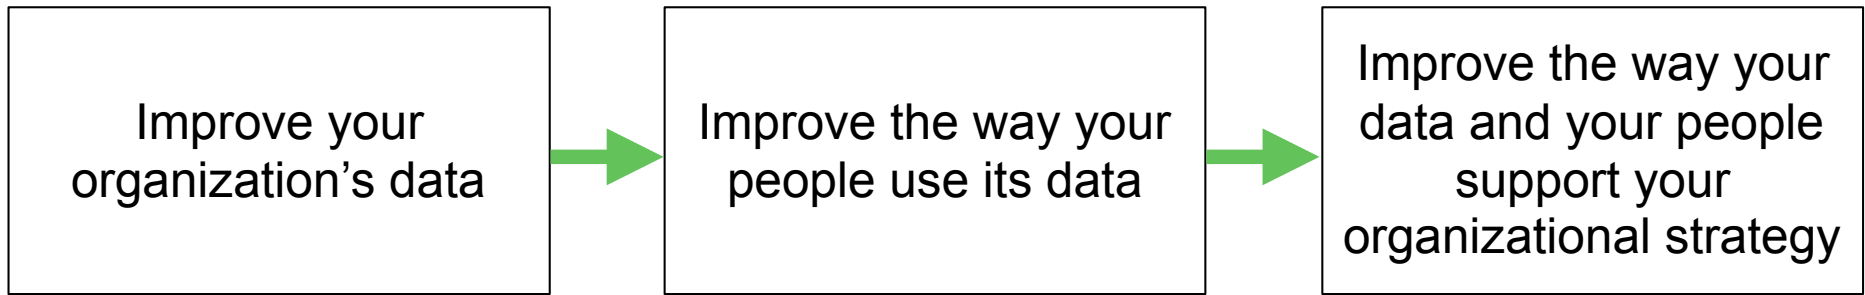 Improve your
organization’s data
Improve the way your
people use its data
Improve the way your
data and your people
support your
organizational strategy